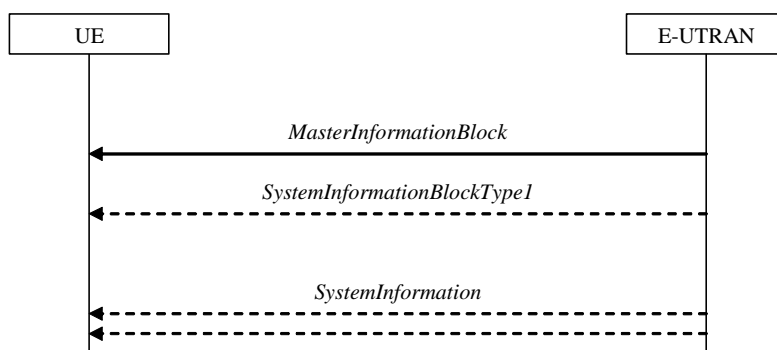 UE
E-UTRAN
MasterInformationBlock
SystemInformationBlockType1
SystemInformation